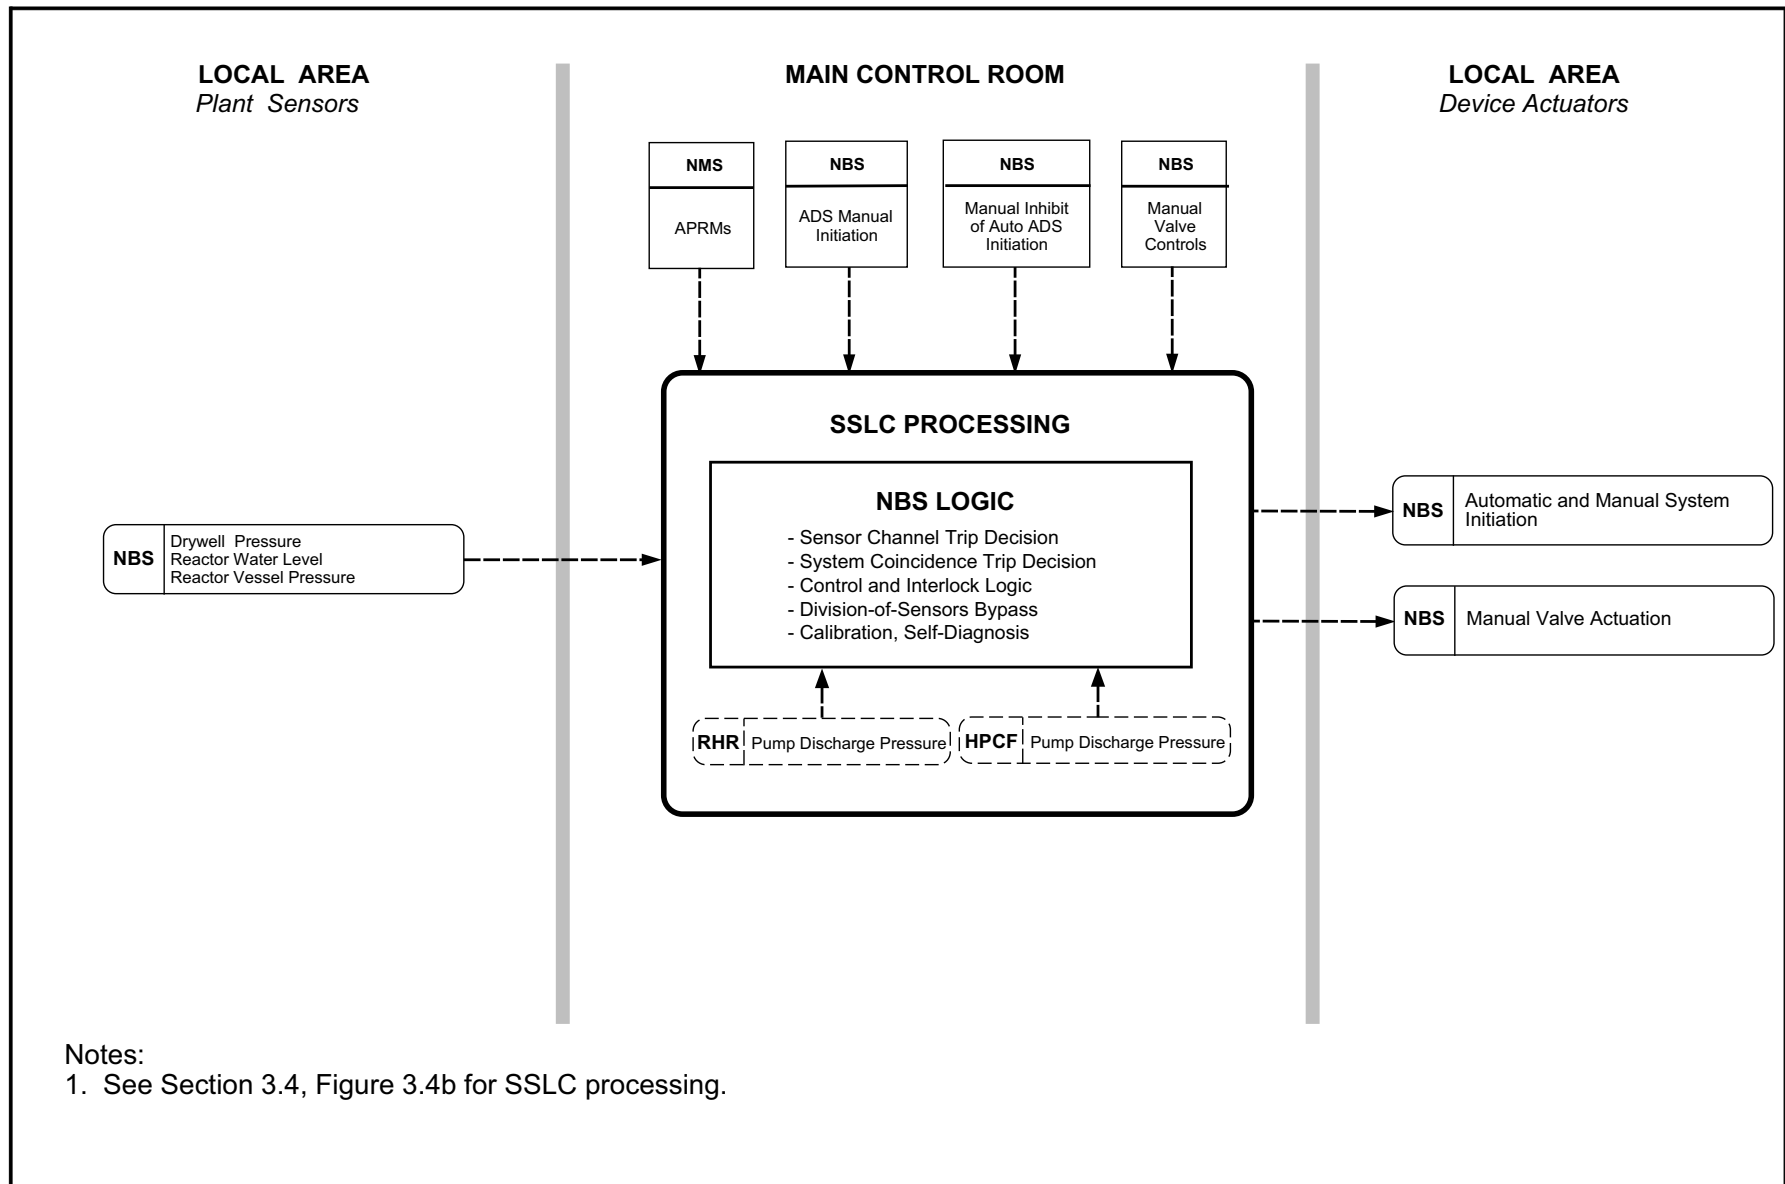 LOCAL AREA
Plant Sensors
MAIN CONTROL ROOM
LOCAL AREA
Device Actuators
NMS
APRMs
NBS
ADS Manual
Initiation
NBS
Manual Inhibit
of Auto ADS
Initiation
NBS
Manual
Valve
Controls
SSLC PROCESSING
NBS LOGIC
- Sensor Channel Trip Decision
- System Coincidence Trip Decision
- Control and Interlock Logic
- Division-of-Sensors Bypass
- Calibration, Self-Diagnosis
NBS
Drywell Pressure
Reactor Water Level
Reactor Vessel Pressure
NBS
Automatic and Manual System
Initiation
NBS
Manual Valve Actuation
RHR
Pump Discharge Pressure
HPCF
Pump Discharge Pressure
Notes:
1. See Section 3.4, Figure 3.4b for SSLC processing.